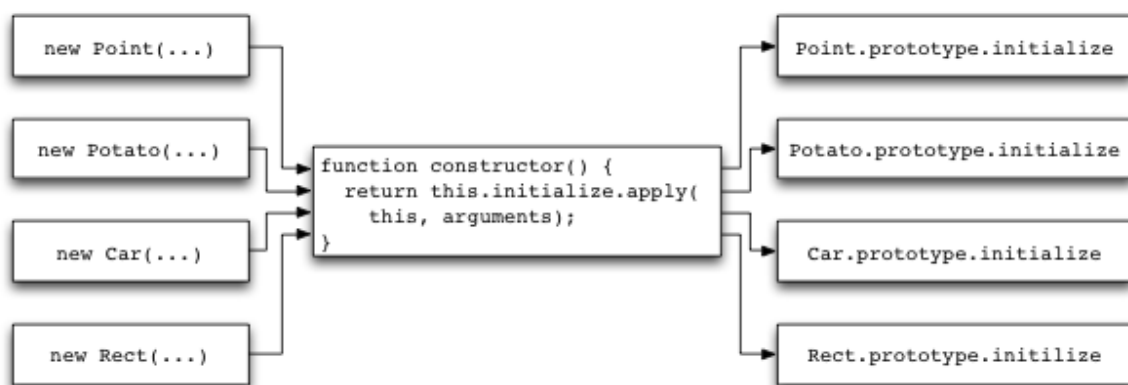 new Point(...)
new Potato(...)
new Car(...)
new Rect(...)
function constructor() {
  return this.initialize.apply(
    this, arguments);
}
Point.prototype.initialize
Potato.prototype.initialize
Car.prototype.initialize
Rect.prototype.initilize